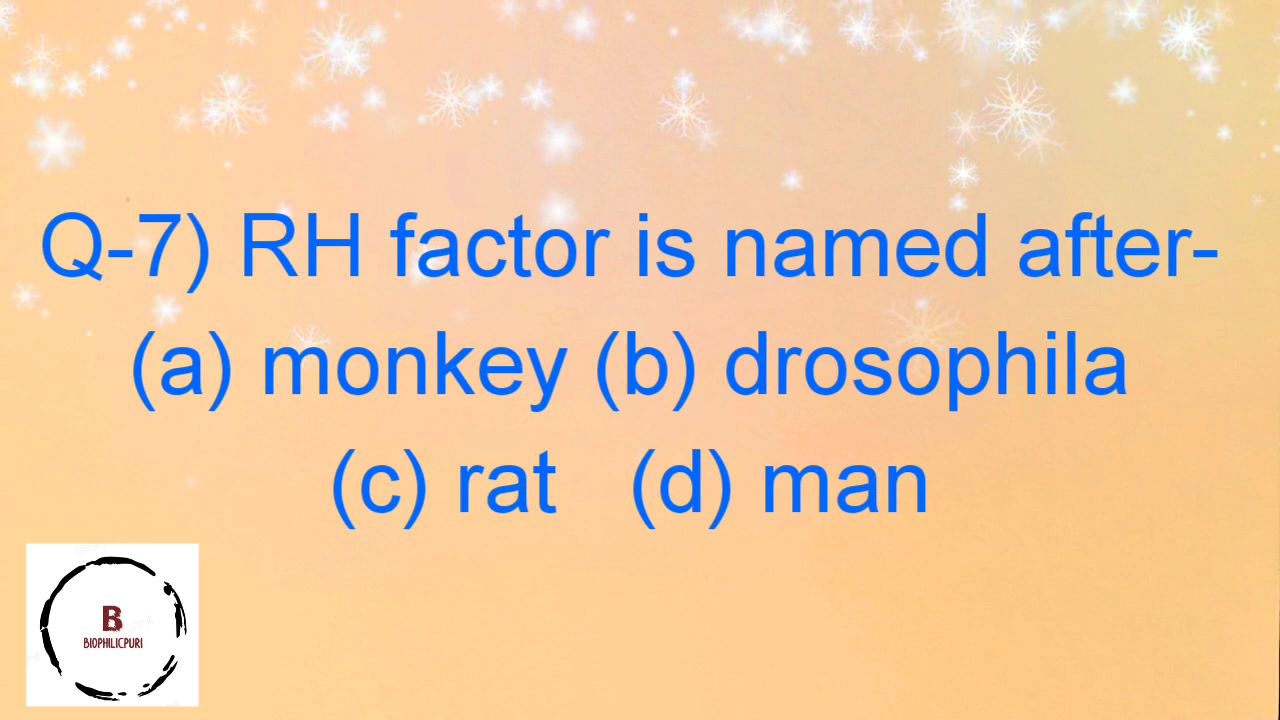 Q-7) RH factor is named after-
(a) monkey (b) drosophila
(c) rat (d) man
B
BIOPHILICPURI